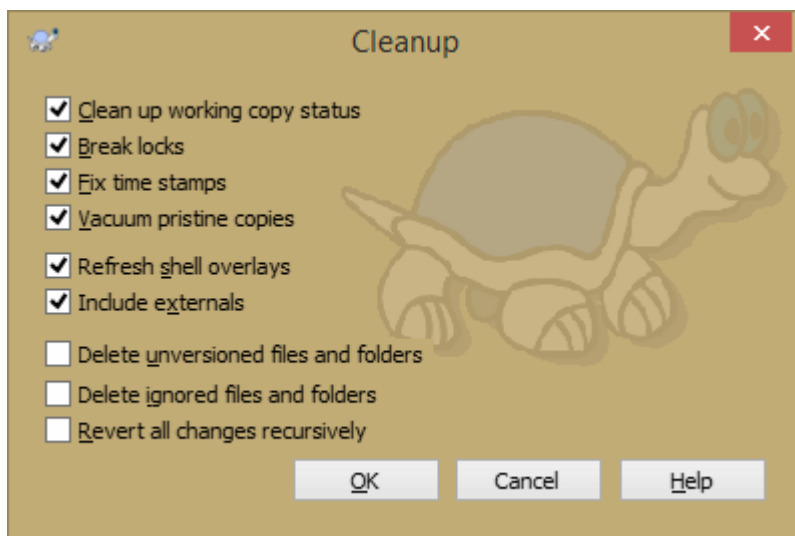 Cleanup
Clean up working copy status
Break locks
Fix time stamps
Vacuum pristine copies
Refresh shell overlays
Include externals
Delete unversioned files and folders
Delete ignored files and folders
Revert all changes recursively
OK Cancel Help